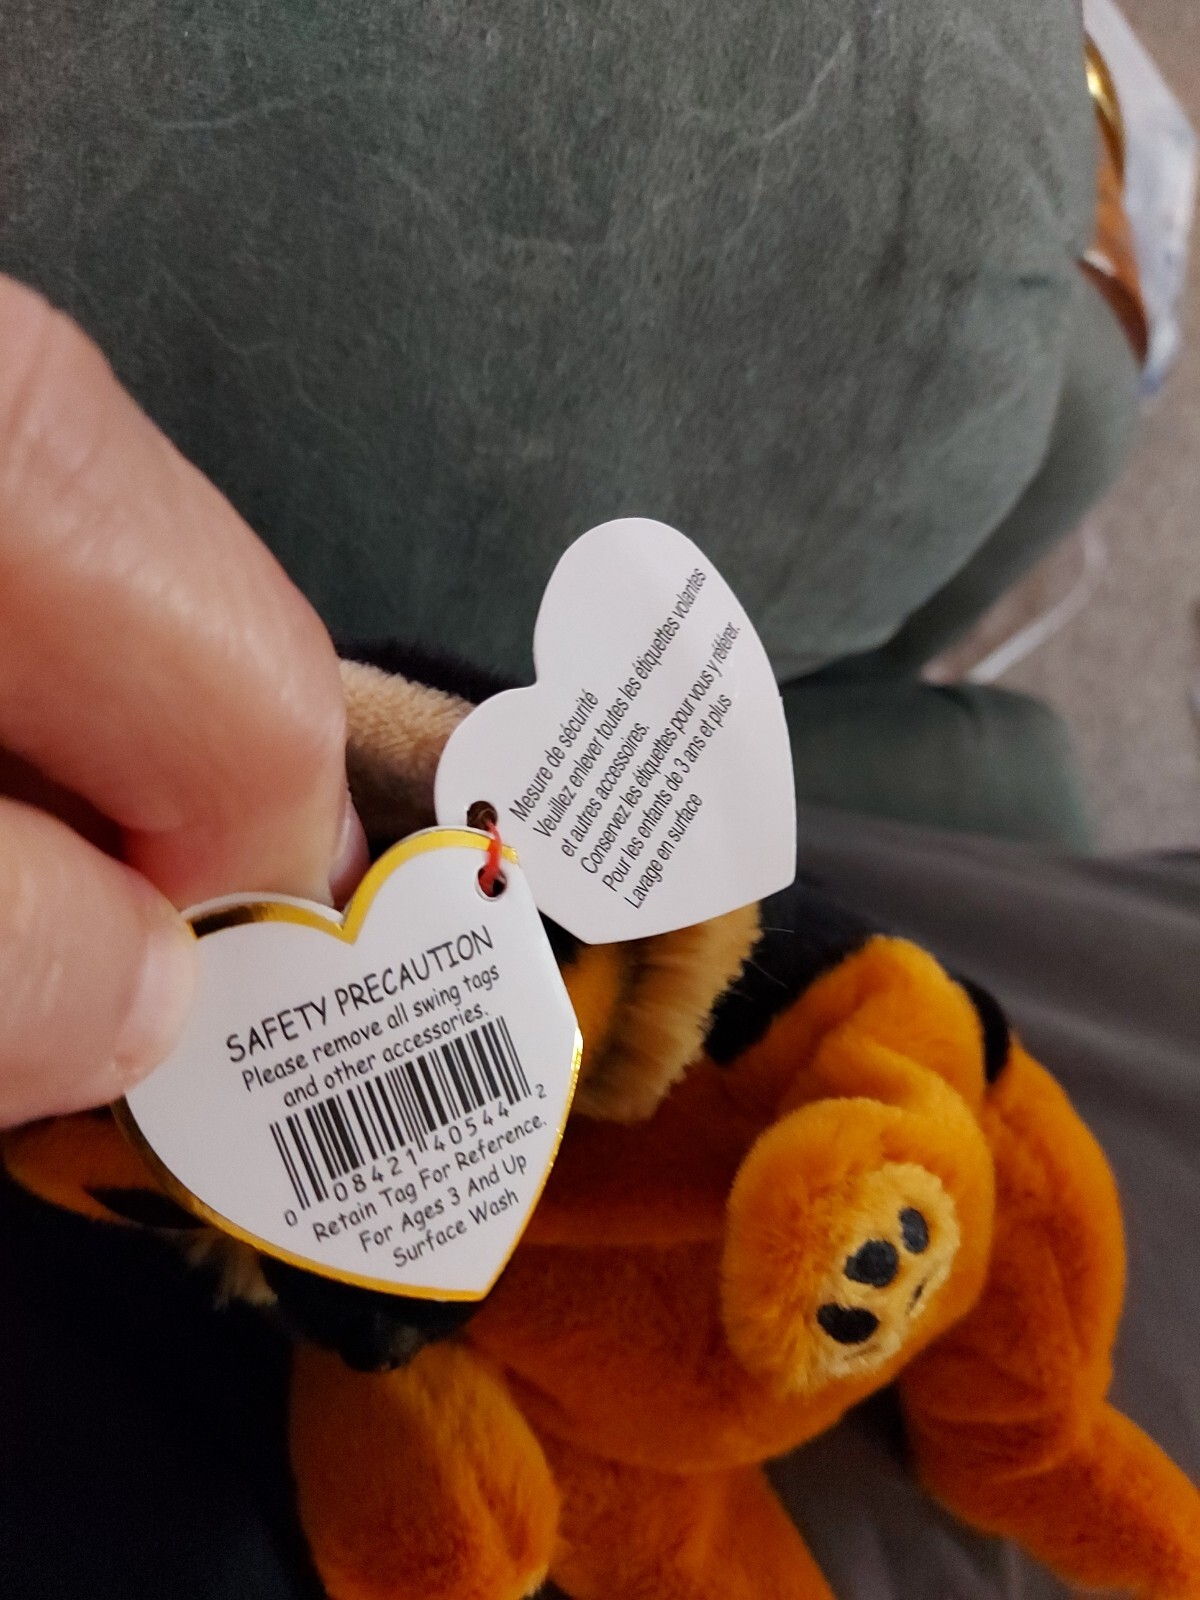 Mesure de sécurité
Veuillez enlever toutes les étiquettes volantes
et autres accessoires.
Conservez les étiquettes pour vous y référer.
Pour les enfants de 3 ans et plus
Lavage en surface
SAFETY PRECAUTION
Please remove all swing tags
and other accessories.
0 08421 40544 2
Retain Tag For Reference.
For Ages 3 And Up
Surface Wash